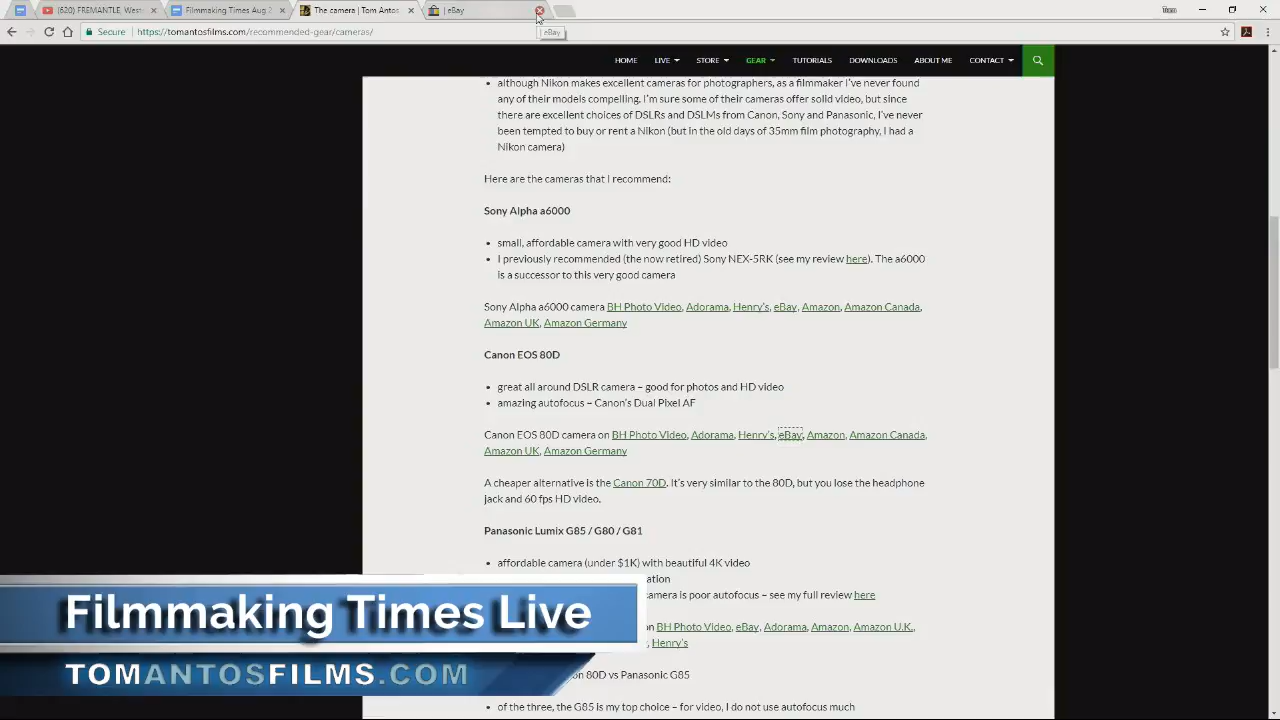 (620) FREMANTLE, Wes
Filmmaking Times Aug 2
The camera | Tom Antos
| eBay
Secure
https://tomantosfilms.com/recommended-gear/cameras/
| eBay
HOME
LIVE
STORE
GEAR
TUTORIALS
DOWNLOADS
ABOUT ME
CONTACT
• although Nikon makes excellent cameras for photographers, as a filmmaker I've never found
any of their models compelling. I'm sure some of their cameras offer solid video, but since
there are excellent choices of DSLRs and DSLMs from Canon, Sony and Panasonic, I've never
been tempted to buy or rent a Nikon (but in the old days of 35mm film photography, I had a
Nikon camera)
Here are the cameras that I recommend:
Sony Alpha a6000
• small, affordable camera with very good HD video
• I previously recommended (the now retired) Sony NEX-5RK (see my review here). The a6000
is a successor to this very good camera
Sony Alpha a6000 camera BH Photo Video, Adorama, Henry's, eBay, Amazon, Amazon Canada,
Amazon UK, Amazon Germany
Canon EOS 80D
• great all around DSLR camera – good for photos and HD video
• amazing autofocus – Canon's Dual Pixel AF
Canon EOS 80D camera on BH Photo Video, Adorama, Henry's, eBay, Amazon, Amazon Canada,
Amazon UK, Amazon Germany
A cheaper alternative is the Canon 70D. It's very similar to the 80D, but you lose the headphone
jack and 60 fps HD video.
Panasonic Lumix G85 / G80 / G81
• affordable camera (under $1K) with beautiful 4K video
ation
camera is poor autofocus – see my full review here
on BH Photo Video, eBay, Adorama, Amazon, Amazon U.K.,
, Henry's
on 80D vs Panasonic G85
• of the three, the G85 is my top choice – for video, I do not use autofocus much
Filmmaking Times Live
TOMANTOSFILMS.COM